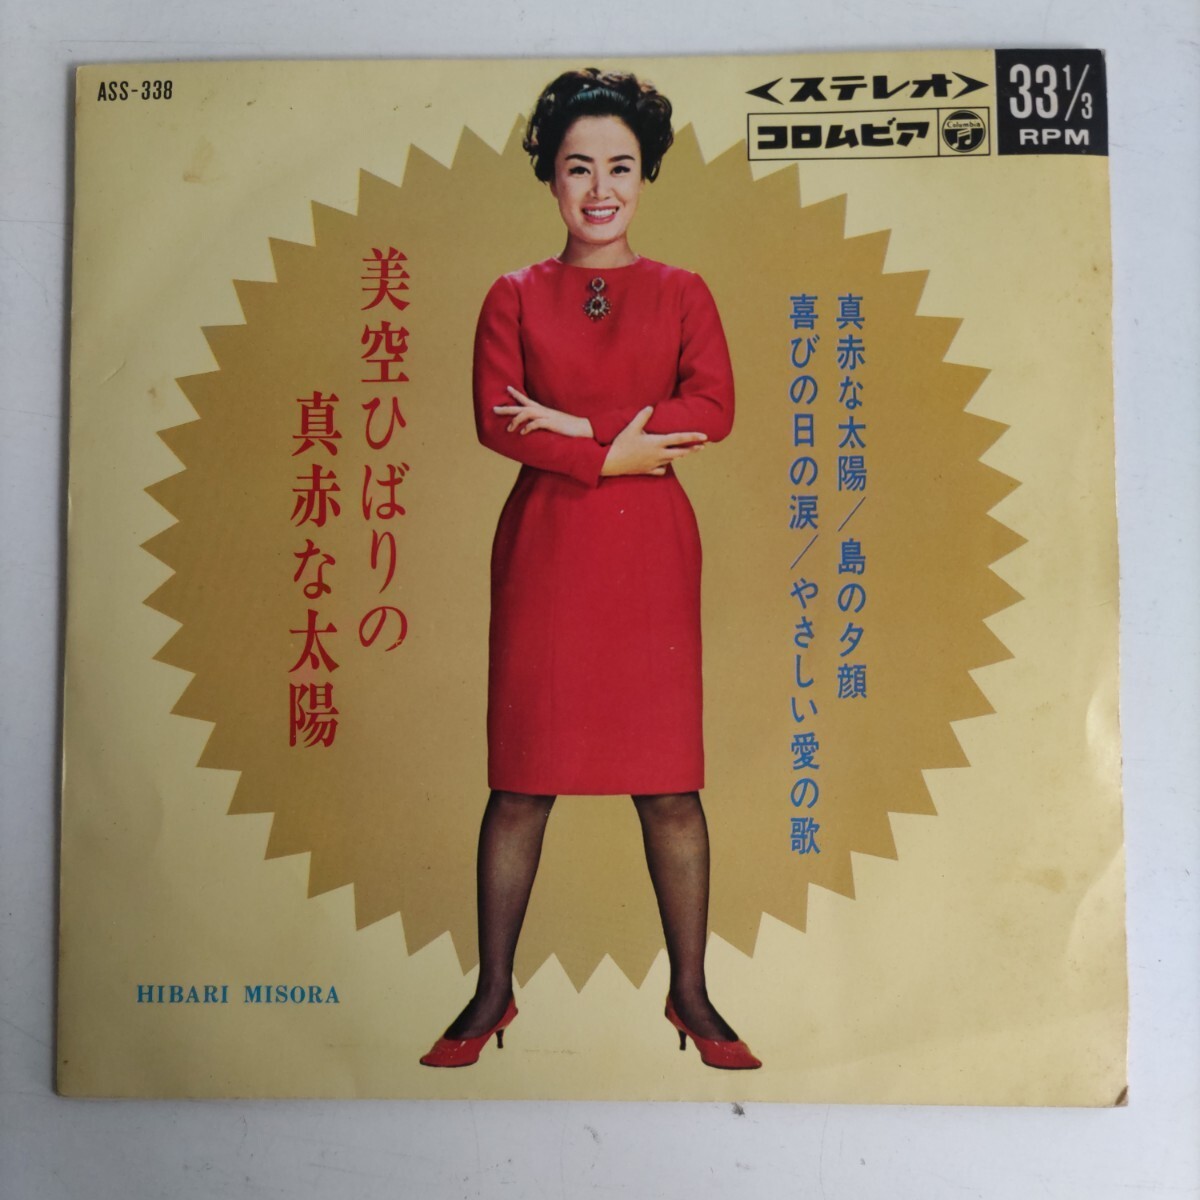 ASS-338
<ステレオ>
コロムビア
Columbia
33 1/3
RPM
美空ひばりの
真赤な太陽
真赤な太陽/島の夕顔
喜びの日の涙/やさしい愛の歌
HIBARI MISORA